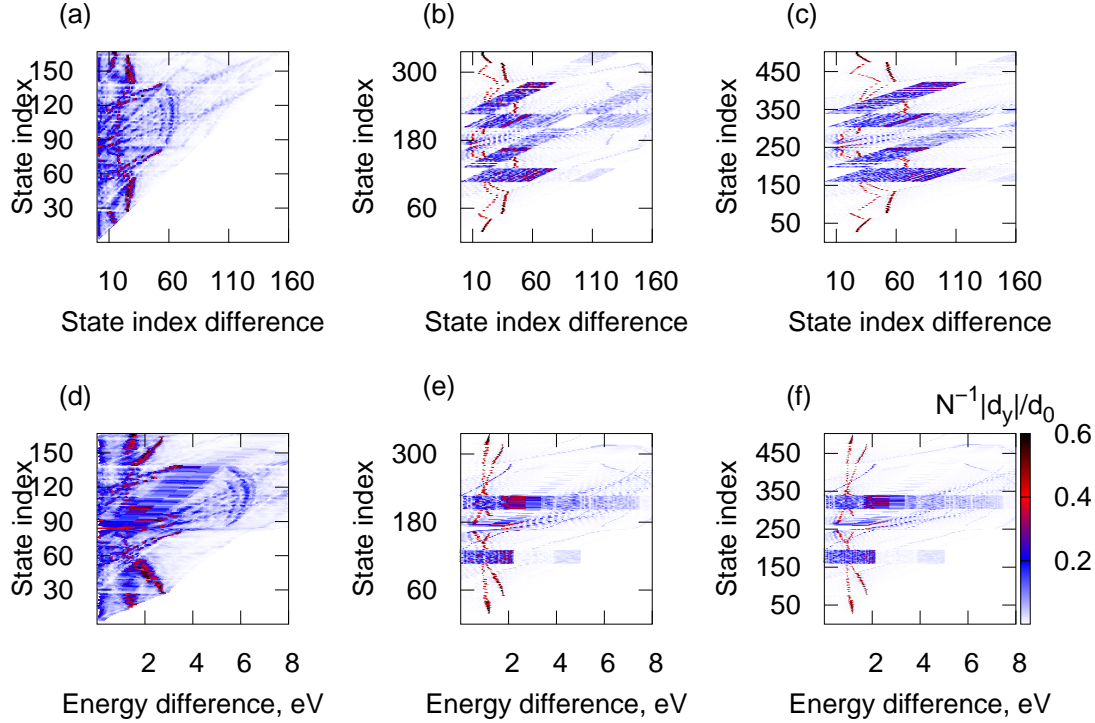 (a)
(b)
(c)
State index
150
120
90
60
30
10
60
110
160
State index difference
State index
300
180
60
10
60
110
160
State index difference
State index
450
350
250
150
50
10
60
110
160
State index difference
(d)
(e)
(f)
State index
150
120
90
60
30
2
4
6
8
Energy difference, eV
State index
300
180
60
2
4
6
8
Energy difference, eV
State index
450
350
250
150
50
2
4
6
8
Energy difference, eV
N⁻¹|d_y|/d₀
0.6
0.4
0.2